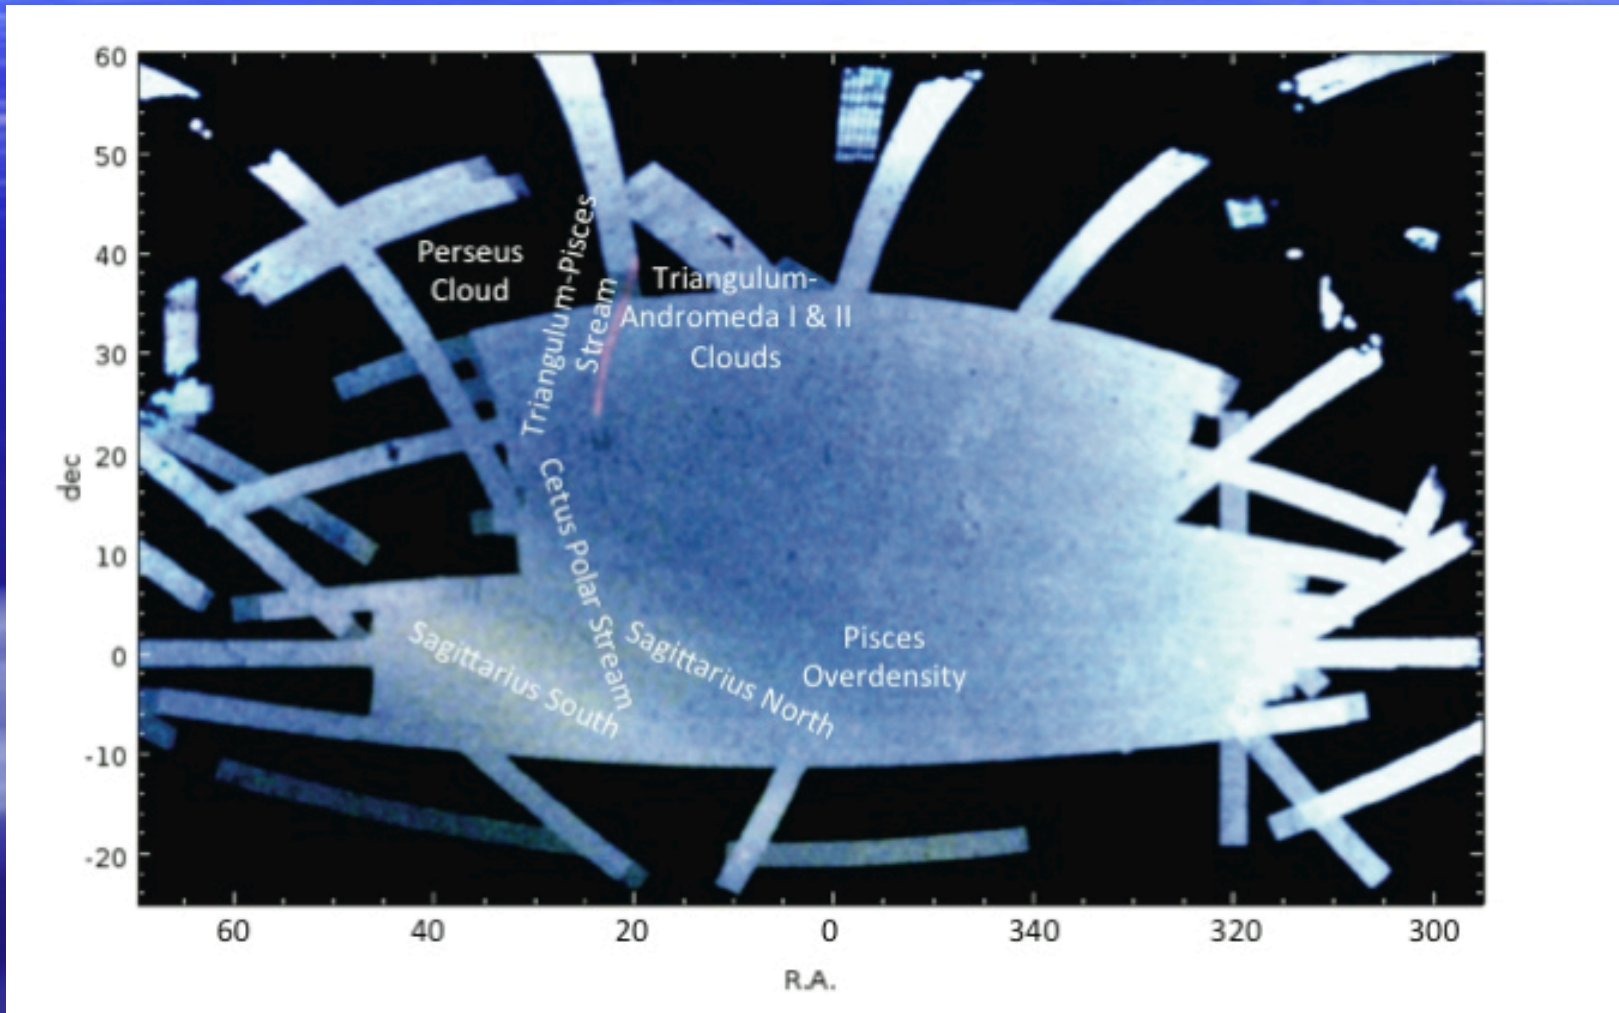 60
50
40
30
20
10
0
-10
-20
dec
Perseus
Cloud
Triangulum-Pisces
Stream
Triangulum-
Andromeda I & II
Clouds
Cetus Polar Stream
Sagittarius South
Sagittarius North
Pisces
Overdensity
60 40 20 0 340 320 300
R.A.